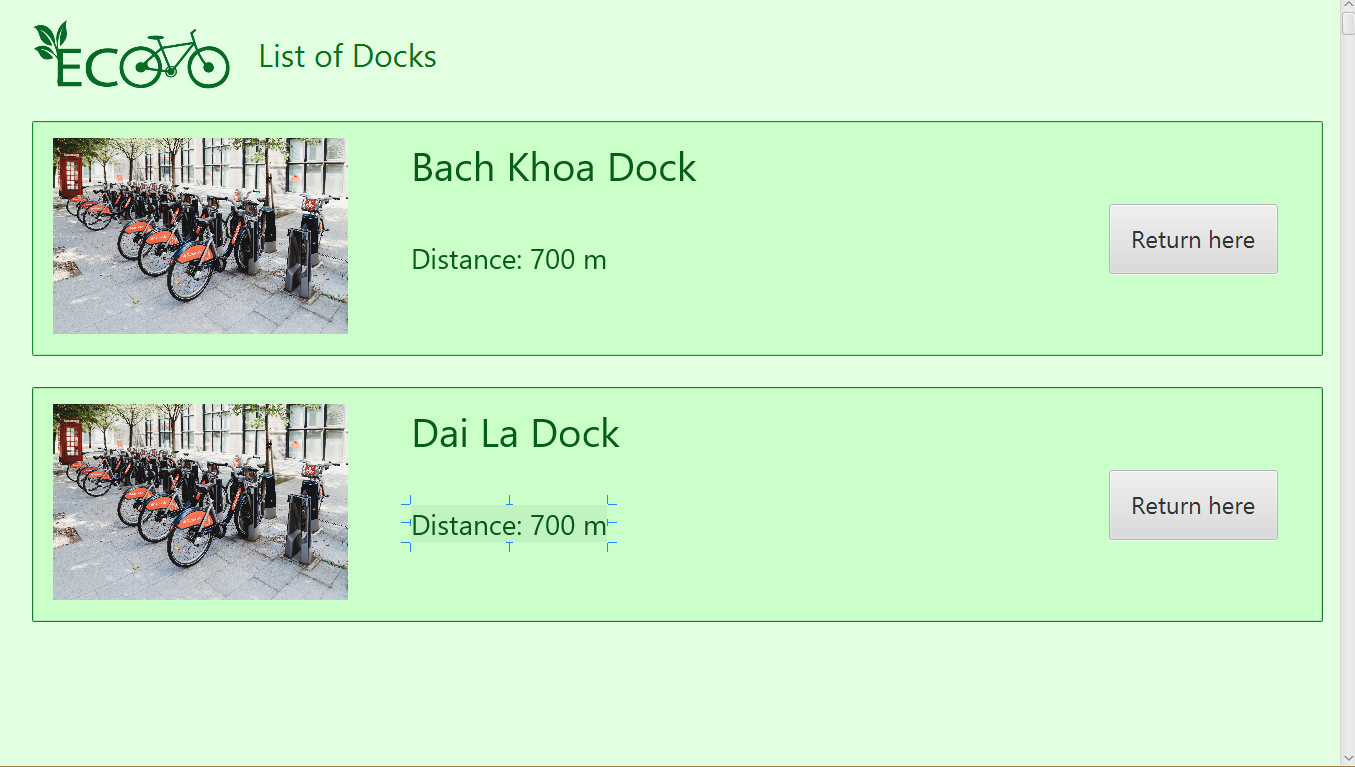 ECO
List of Docks
Bach Khoa Dock
Distance: 700 m
Return here
Dai La Dock
Distance: 700 m
Return here